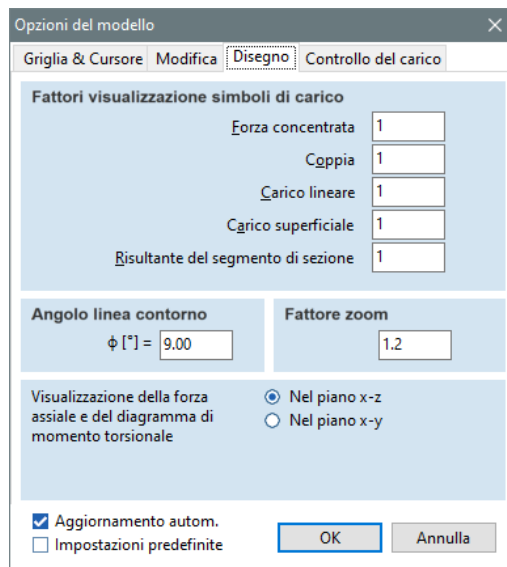 Opzioni del modello
Griglia & Cursore Modifica Disegno Controllo del carico
Fattori visualizzazione simboli di carico
Forza concentrata 1
Coppia 1
Carico lineare 1
Carico superficiale 1
Risultante del segmento di sezione 1
Angolo linea contorno
ϕ [°] = 9.00
Fattore zoom
1.2
Visualizzazione della forza
assiale e del diagramma di
momento torsionale
Nel piano x-z
Nel piano x-y
Aggiornamento autom.
Impostazioni predefinite
OK Annulla